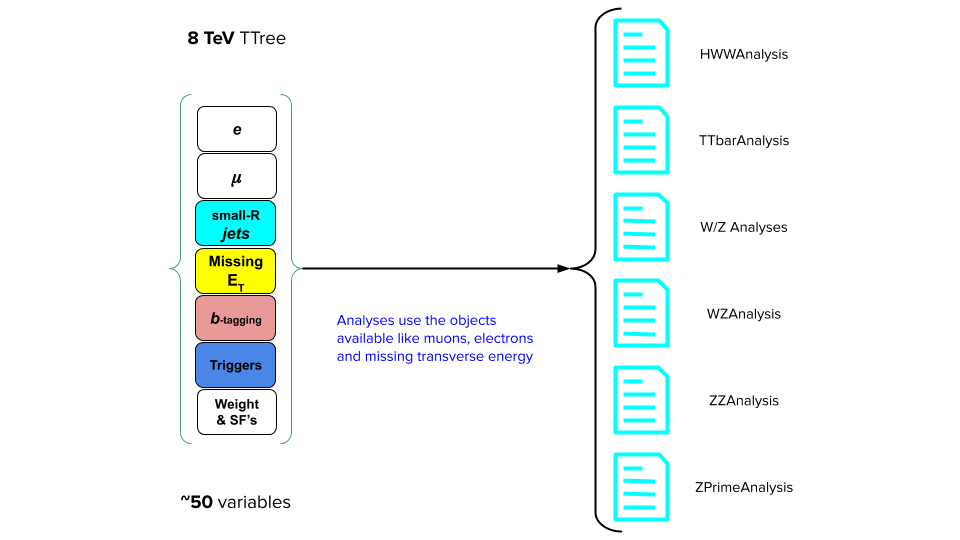 8 TeV TTree
e
μ
small-R
jets
Missing
ET
b-tagging
Triggers
Weight
& SF's
~50 variables
Analyses use the objects
available like muons, electrons
and missing transverse energy
HWWAnalysis
TTbarAnalysis
W/Z Analyses
WZAnalysis
ZZAnalysis
ZPrimeAnalysis